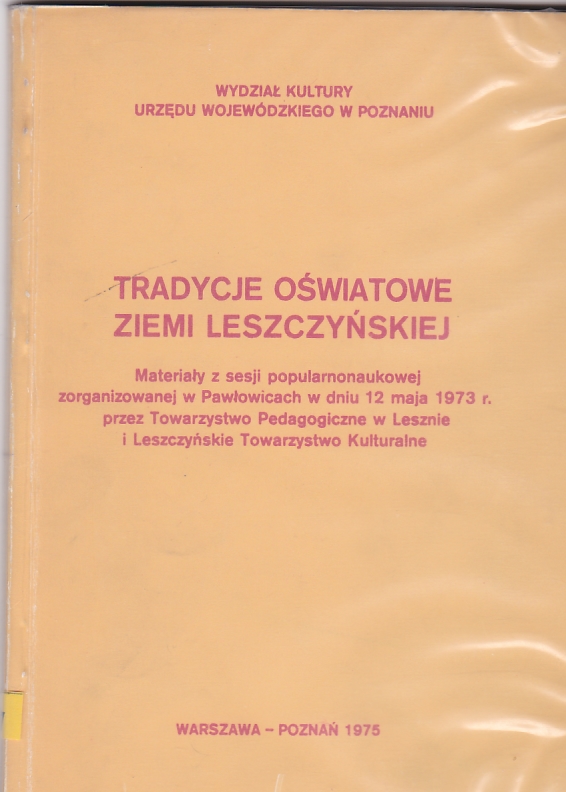 WYDZIAŁ KULTURY
URZĘDU WOJEWÓDZKIEGO W POZNANIU
TRADYCJE OŚWIATOWE
ZIEMI LESZCZYŃSKIEJ
Materiały z sesji popularnonaukowej
zorganizowanej w Pawłowicach w dniu 12 maja 1973 r.
przez Towarzystwo Pedagogiczne w Lesznie
i Leszczyńskie Towarzystwo Kulturalne
WARSZAWA – POZNAŃ 1975